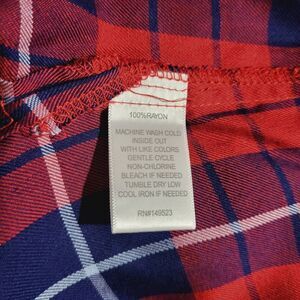 100%RAYON
MACHINE WASH COLD
INSIDE OUT
WITH LIKE COLORS
GENTLE CYCLE
NON-CHLORINE
BLEACH IF NEEDED
TUMBLE DRY LOW
COOL IRON IF NEEDED
RN#149523